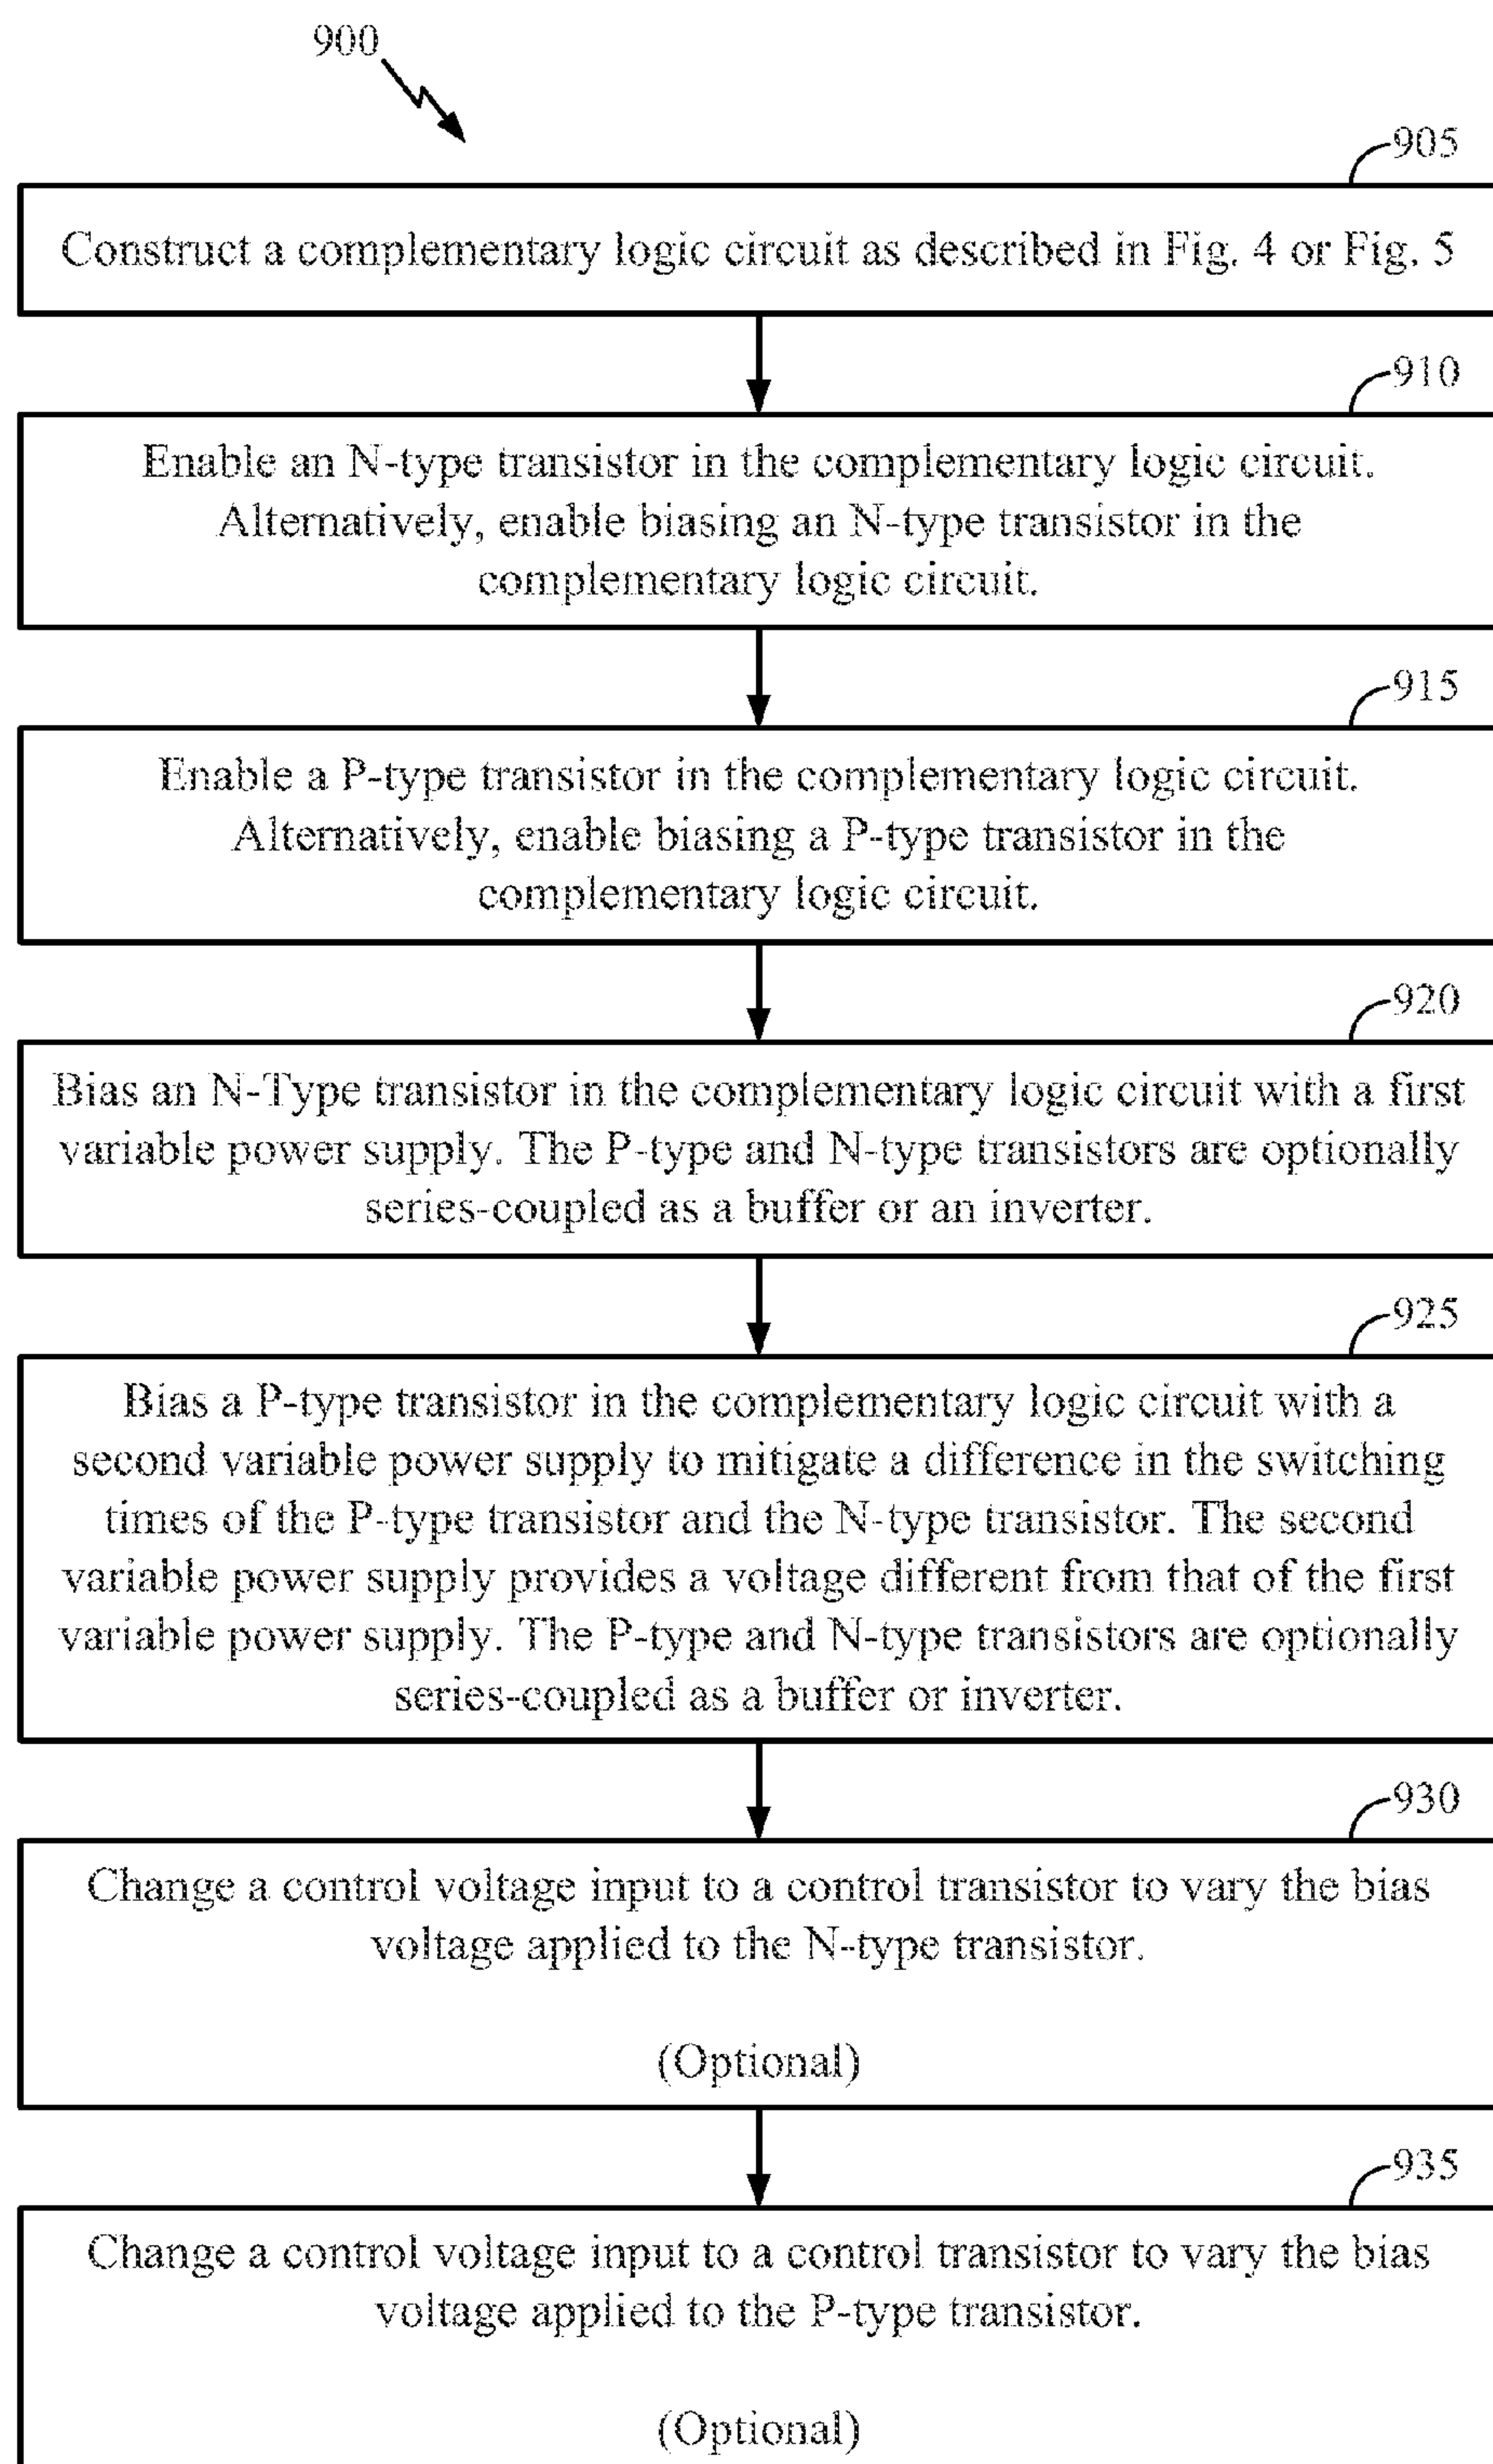 900
905
Construct a complementary logic circuit as described in Fig. 4 or Fig. 5
910
Enable an N-type transistor in the complementary logic circuit.
Alternatively, enable biasing an N-type transistor in the
complementary logic circuit.
915
Enable a P-type transistor in the complementary logic circuit.
Alternatively, enable biasing a P-type transistor in the
complementary logic circuit.
920
Bias an N-Type transistor in the complementary logic circuit with a first
variable power supply. The P-type and N-type transistors are optionally
series-coupled as a buffer or an inverter.
925
Bias a P-type transistor in the complementary logic circuit with a
second variable power supply to mitigate a difference in the switching
times of the P-type transistor and the N-type transistor. The second
variable power supply provides a voltage different from that of the first
variable power supply. The P-type and N-type transistors are optionally
series-coupled as a buffer or inverter.
930
Change a control voltage input to a control transistor to vary the bias
voltage applied to the N-type transistor.
(Optional)
935
Change a control voltage input to a control transistor to vary the bias
voltage applied to the P-type transistor.
(Optional)